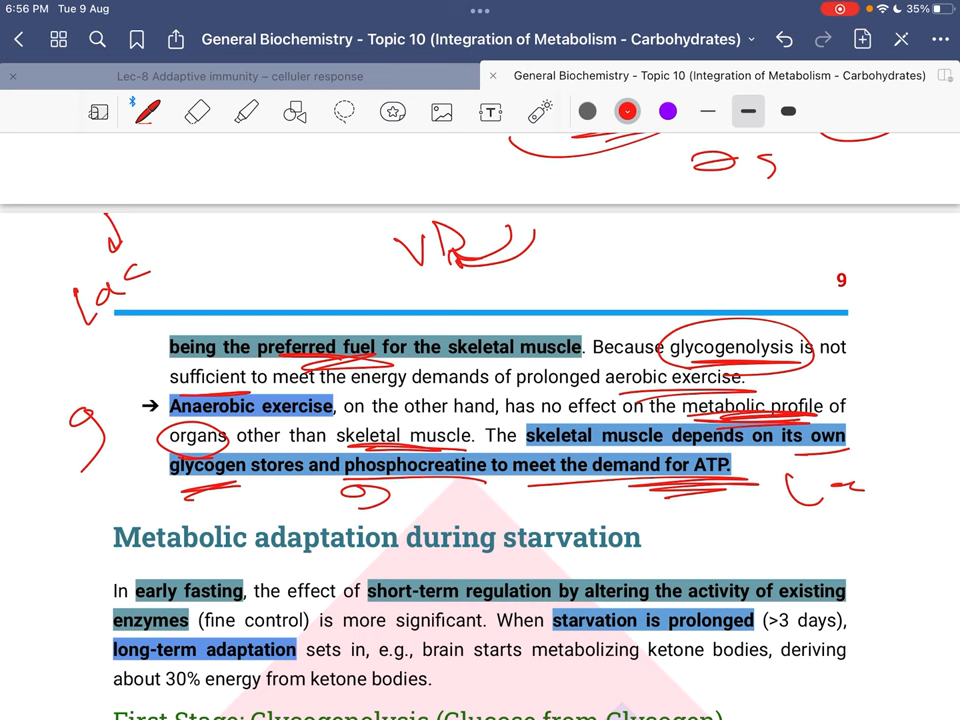 6:56 PM Tue 9 Aug
35%
General Biochemistry - Topic 10 (Integration of Metabolism - Carbohydrates)
Lec-8 Addaptive immunity – celluler response
General Biochemistry - Topic 10 (Integration of Metabolism - Carbohydrates)
9
being the preferred fuel for the skeletal muscle. Because glycogenolysis is not
sufficient to meet the energy demands of prolonged aerobic exercise.
➔ Anaerobic exercise, on the other hand, has no effect on the metabolic profile of
organs other than skeletal muscle. The skeletal muscle depends on its own
glycogen stores and phosphocreatine to meet the demand for ATP.
Metabolic adaptation during starvation
In early fasting, the effect of short-term regulation by altering the activity of existing
enzymes (fine control) is more significant. When starvation is prolonged (>3 days),
long-term adaptation sets in, e.g., brain starts metabolizing ketone bodies, deriving
about 30% energy from ketone bodies.
First Stage: Glycogenolysis (Glucose from Glycogen)